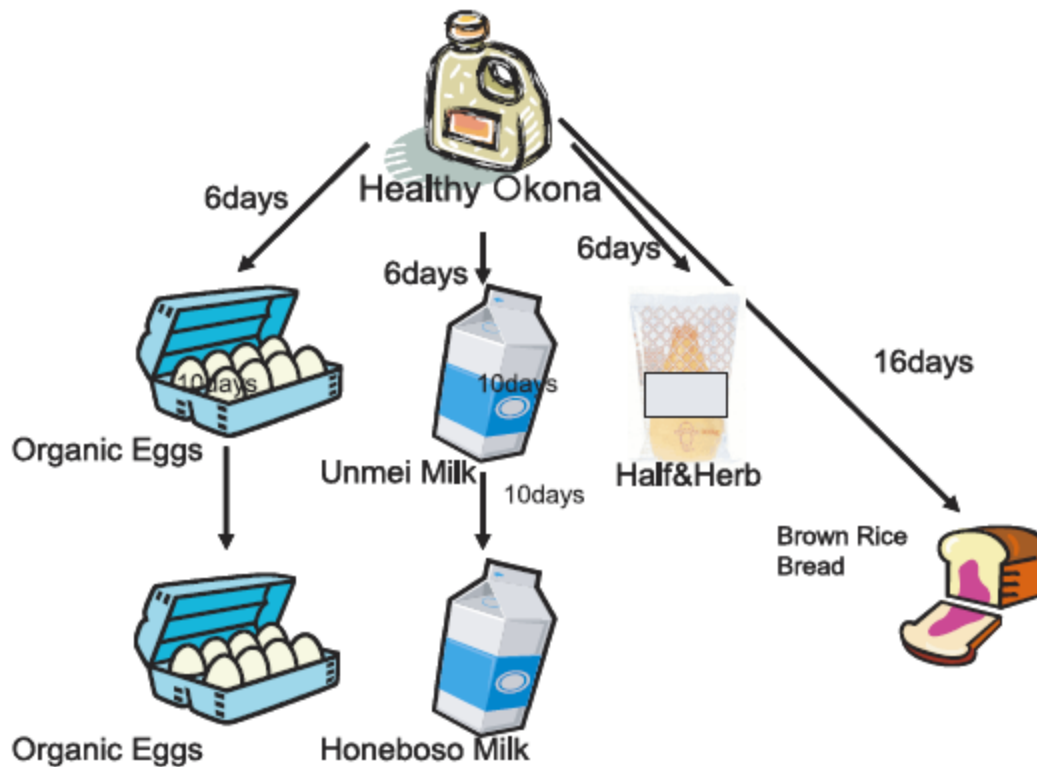 Healthy Okona
6days
6days
6days
16days
10days
10days
Organic Eggs
Unmei Milk
Half&Herb
10days
Brown Rice
Bread
Organic Eggs
Honeboso Milk